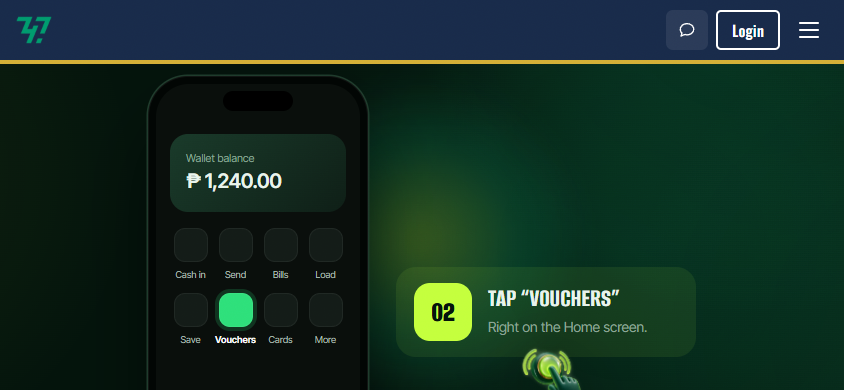 747
Login
Wallet balance
₱ 1,240.00
Cash in Send Bills Load
Save Vouchers Cards More
02
TAP “VOUCHERS”
Right on the Home screen.